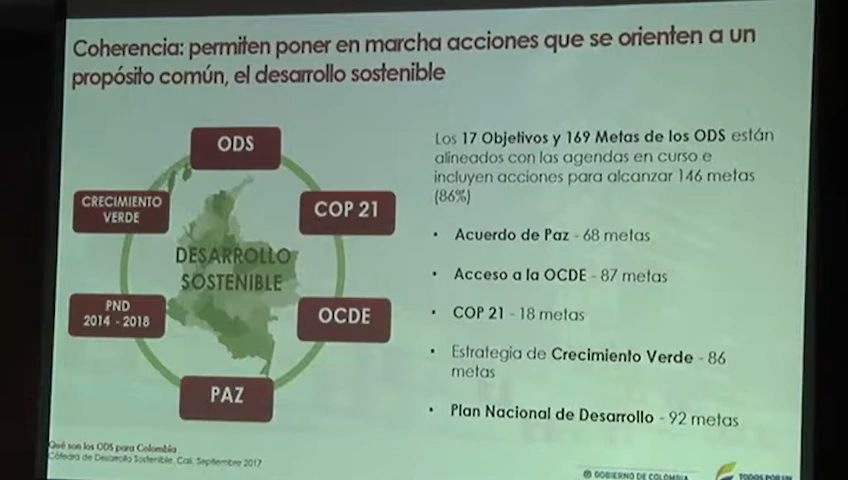 Coherencia: permiten poner en marcha acciones que se orienten a un
propósito común, el desarrollo sostenible
ODS
CRECIMIENTO
VERDE
COP 21
DESARROLLO
SOSTENIBLE
PND
2014 - 2018
OCDE
PAZ
Los 17 Objetivos y 169 Metas de los ODS están
alineados con las agendas en curso e
incluyen acciones para alcanzar 146 metas
(86%)
• Acuerdo de Paz - 68 metas
• Acceso a la OCDE - 87 metas
• COP 21 - 18 metas
• Estrategia de Crecimiento Verde - 86
metas
• Plan Nacional de Desarrollo - 92 metas
Qué son los ODS para Colombia
Cátedra de Desarrollo Sostenible, Cali, Septiembre 2017
GOBIERNO DE COLOMBIA
TODOS POR UN